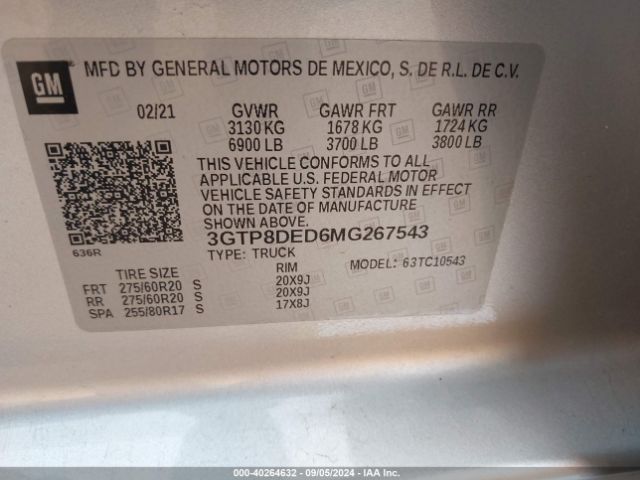 GM MFD BY GENERAL MOTORS DE MEXICO, S. DE R.L. DE C.V.
02/21 GVWR GAWR FRT GAWR RR
3130 KG 1678 KG 1724 KG
6900 LB 3700 LB 3800 LB
THIS VEHICLE CONFORMS TO ALL
APPLICABLE U.S. FEDERAL MOTOR
VEHICLE SAFETY STANDARDS IN EFFECT
ON THE DATE OF MANUFACTURE
SHOWN ABOVE.
3GTP8DED6MG267543
636R
TYPE: TRUCK MODEL: 63TC10543
TIRE SIZE RIM
FRT 275/60R20 S 20X9J
RR 275/60R20 S 20X9J
SPA 255/80R17 S 17X8J
000-40264632 - 09/05/2024 - IAA Inc.